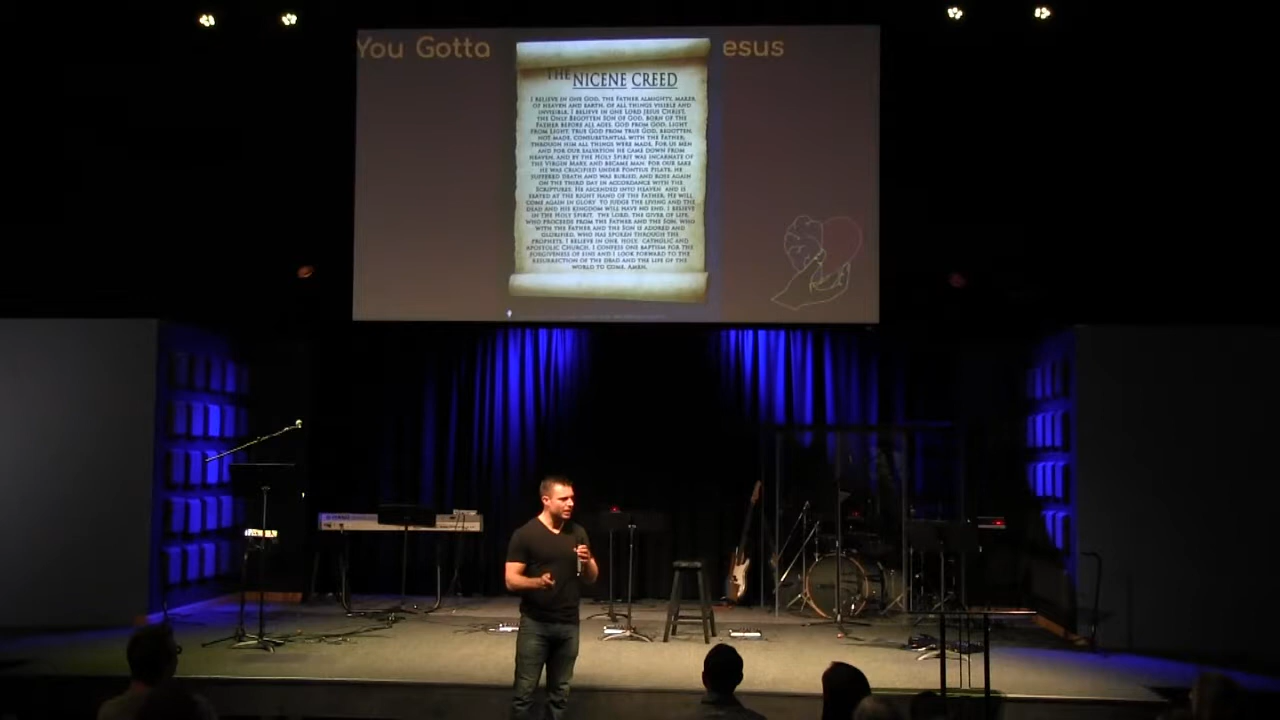 You Gotta esus
THE NICENE CREED
I BELIEVE IN ONE GOD, THE FATHER ALMIGHTY, MAKER
OF HEAVEN AND EARTH, OF ALL THINGS VISIBLE AND
INVISIBLE. I BELIEVE IN ONE LORD JESUS CHRIST,
THE ONLY BEGOTTEN SON OF GOD, BORN OF THE
FATHER BEFORE ALL AGES. GOD FROM GOD, LIGHT
FROM LIGHT, TRUE GOD FROM TRUE GOD, BEGOTTEN,
NOT MADE, CONSUBSTANTIAL WITH THE FATHER;
THROUGH HIM ALL THINGS WERE MADE. FOR US MEN
AND FOR OUR SALVATION HE CAME DOWN FROM
HEAVEN, AND BY THE HOLY SPIRIT WAS INCARNATE OF
THE VIRGIN MARY, AND BECAME MAN. FOR OUR SAKE
HE WAS CRUCIFIED UNDER PONTIUS PILATE, HE
SUFFERED DEATH AND WAS BURIED, AND ROSE AGAIN
ON THE THIRD DAY IN ACCORDANCE WITH THE
SCRIPTURES. HE ASCENDED INTO HEAVEN AND IS
SEATED AT THE RIGHT HAND OF THE FATHER. HE WILL
COME AGAIN IN GLORY TO JUDGE THE LIVING AND THE
DEAD AND HIS KINGDOM WILL HAVE NO END. I BELIEVE
IN THE HOLY SPIRIT, THE LORD, THE GIVER OF LIFE,
WHO PROCEEDS FROM THE FATHER AND THE SON, WHO
WITH THE FATHER AND THE SON IS ADORED AND
GLORIFIED, WHO HAS SPOKEN THROUGH THE
PROPHETS. I BELIEVE IN ONE, HOLY, CATHOLIC AND
APOSTOLIC CHURCH. I CONFESS ONE BAPTISM FOR THE
FORGIVENESS OF SINS AND I LOOK FORWARD TO THE
RESURRECTION OF THE DEAD AND THE LIFE OF THE
WORLD TO COME. AMEN.